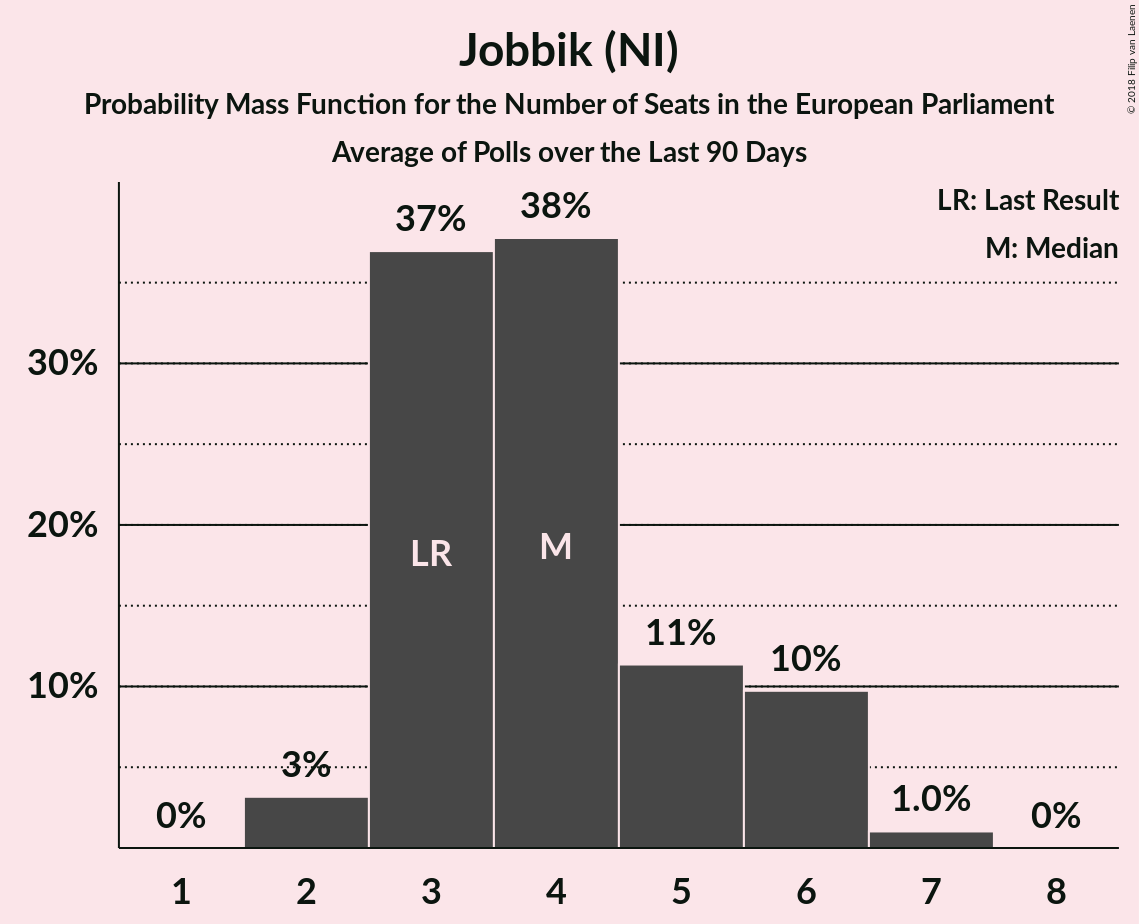 Jobbik (NI)
Probability Mass Function for the Number of Seats in the European Parliament
Average of Polls over the Last 90 Days
© 2018 Filip van Laenen
LR: Last Result
M: Median
37%
38%
30%
20%
LR
M
11%
10%
10%
3%
0%
1.0%
0%
1 2 3 4 5 6 7 8